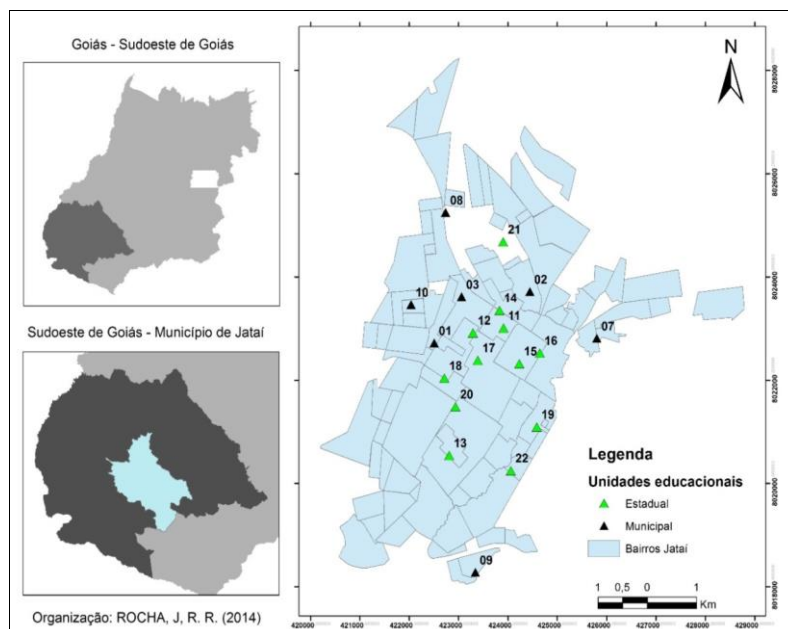 Goiás - Sudoeste de Goiás
Sudoeste de Goiás - Município de Jataí
Organização: ROCHA, J, R. R. (2014)
N
08
21
10
03
02
14
01
12
11
07
17
15
16
18
20
19
13
22
09
Legenda
Unidades educacionais
Estadual
Municipal
Bairros Jataí
1 0,5 0 1
Km
8028000
8026000
8024000
8022000
8020000
8018000
420000 421000 422000 423000 424000 425000 426000 427000 428000 429000